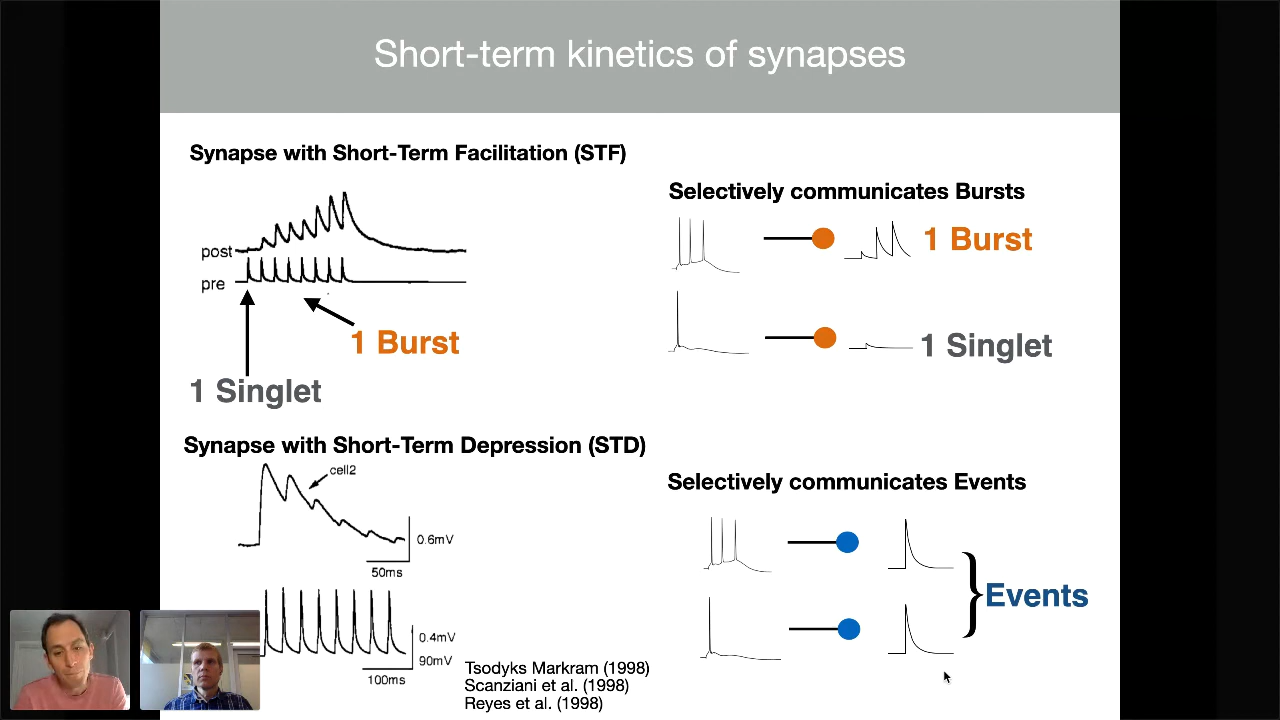 Short-term kinetics of synapses
Synapse with Short-Term Facilitation (STF)
post
pre
1 Burst
1 Singlet
Selectively communicates Bursts
1 Burst
1 Singlet
Synapse with Short-Term Depression (STD)
cell2
0.6mV
50ms
0.4mV
90mV
100ms
Tsodyks Markram (1998)
Scanziani et al. (1998)
Reyes et al. (1998)
Selectively communicates Events
Events